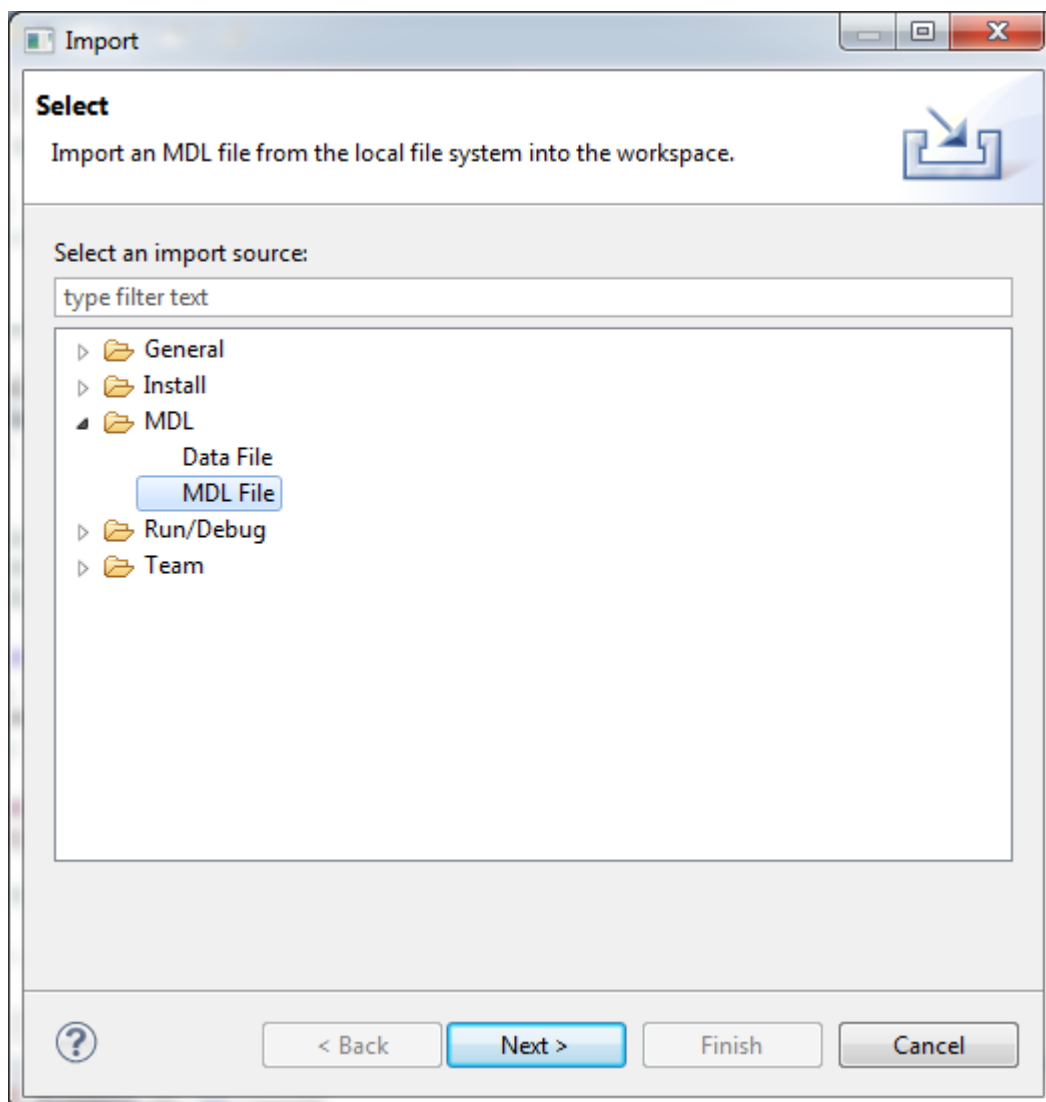 Import
Select
Import an MDL file from the local file system into the workspace.
Select an import source:
type filter text
General
Install
MDL
Data File
MDL File
Run/Debug
Team
?
< Back
Next >
Finish
Cancel